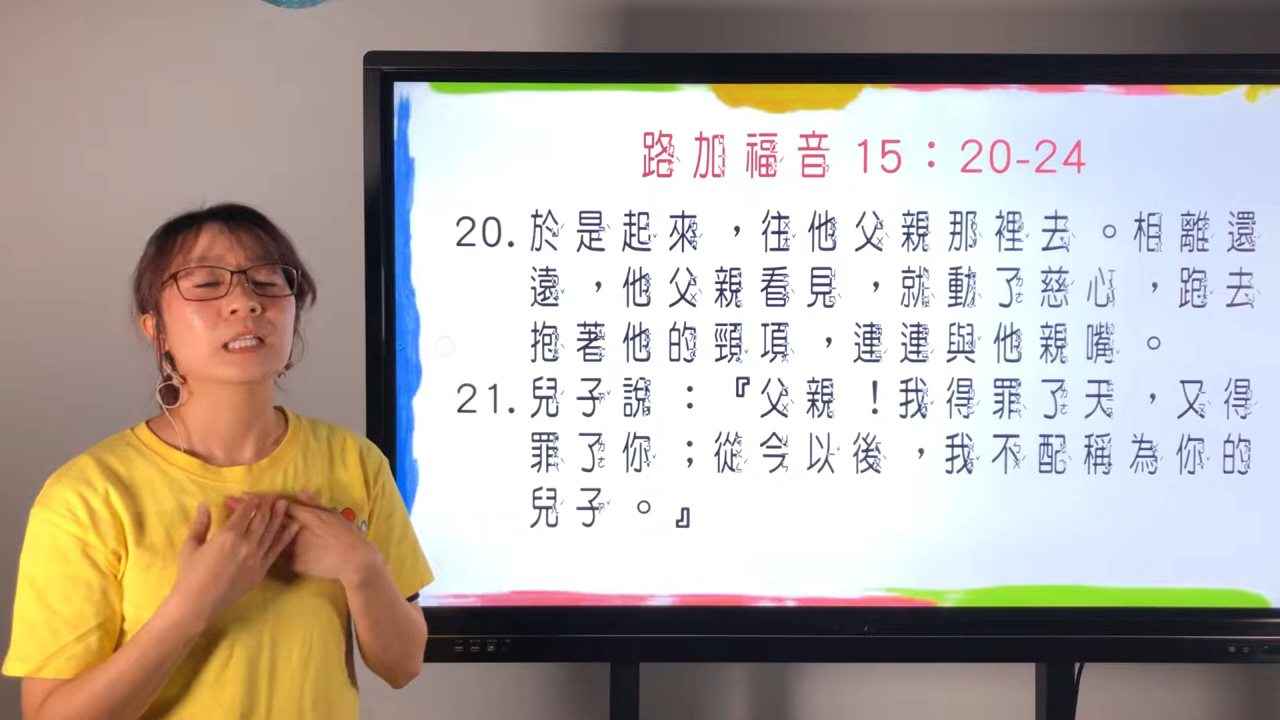 路加福音15：20-24
20.於是起來，往他父親那裡去。相離還
遠，他父親看見，就動了慈心，跑去
抱著他的頸項，連連與他親嘴。
21.兒子說：『父親！我得罪了天，又得
罪了你；從今以後，我不配稱為你的
兒子。』